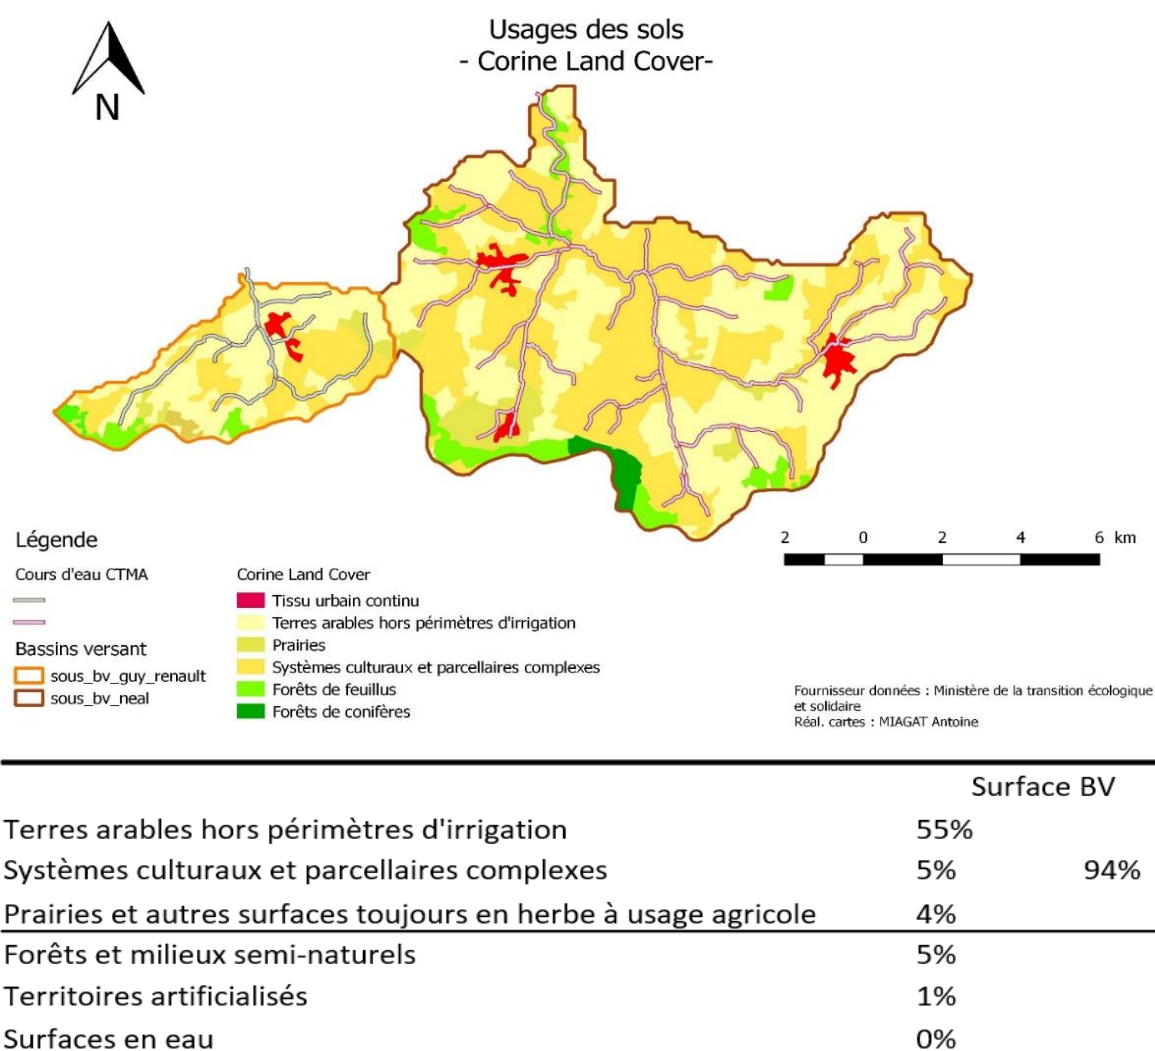 Usages des sols
- Corine Land Cover-
N
Légende
Cours d'eau CTMA
Bassins versant
sous_bv_guy_renault
sous_bv_neal
Corine Land Cover
Tissu urbain continu
Terres arables hors périmètres d'irrigation
Prairies
Systèmes culturaux et parcellaires complexes
Forêts de feuillus
Forêts de conifères
2 0 2 4 6 km
Fournisseur données : Ministère de la transition écologique
et solidaire
Réal. cartes : MIAGAT Antoine
Surface BV
Terres arables hors périmètres d'irrigation 55%
Systèmes culturaux et parcellaires complexes 5% 94%
Prairies et autres surfaces toujours en herbe à usage agricole 4%
Forêts et milieux semi-naturels 5%
Territoires artificialisés 1%
Surfaces en eau 0%